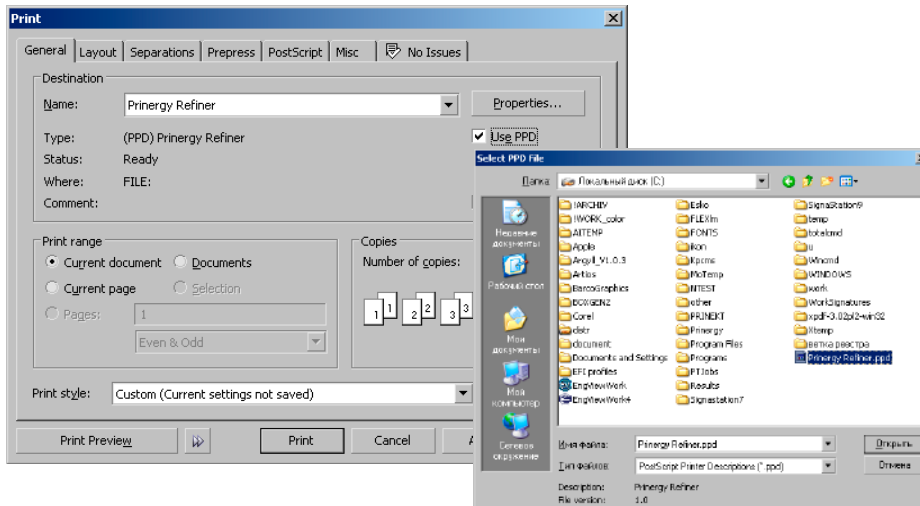 Print
General Layout Separations Prepress PostScript Misc No Issues
Destination
Name: Prinergy Refiner Properties...
Type: (PPD) Prinergy Refiner Use PPD
Status: Ready
Where: FILE:
Comment:
Print range
Current document Documents
Current page Selection
Pages: 1
Even & Odd
Copies
Number of copies:
1 1 2 2 3 3
Print style: Custom (Current settings not saved)
Print Preview Print Cancel A
Select PPD File
Папка: Локальный диск (C:)
Недавние документы
Рабочий стол
Мои документы
Мой компьютер
Сетевое окружение
!ARCHIV
!WORK_color
AITEMP
Apple
Argyll_V1.0.3
Artios
BarcoGraphics
BOXGEN2
Corel
distr
document
Documents and Settings
EFI profiles
EngViewWork
EngViewWork4
Esko
FLEXlm
FONTS
ikon
Kpcms
MoTemp
NTEST
other
PRINEKT
Prinergy
Program Files
Programs
PTJobs
Results
Signastation7
SignaStation9
temp
totalcmd
u
Wincmd
WINDOWS
work
WorkSignatures
xpdf-3.02pl2-win32
Xtemp
ветка реестра
Prinergy Refiner.ppd
Имя файла: Prinergy Refiner.ppd Открыть
Тип файлов: PostScript Printer Descriptions (*.ppd) Отмена
Description: Prinergy Refiner
File version: 1.0